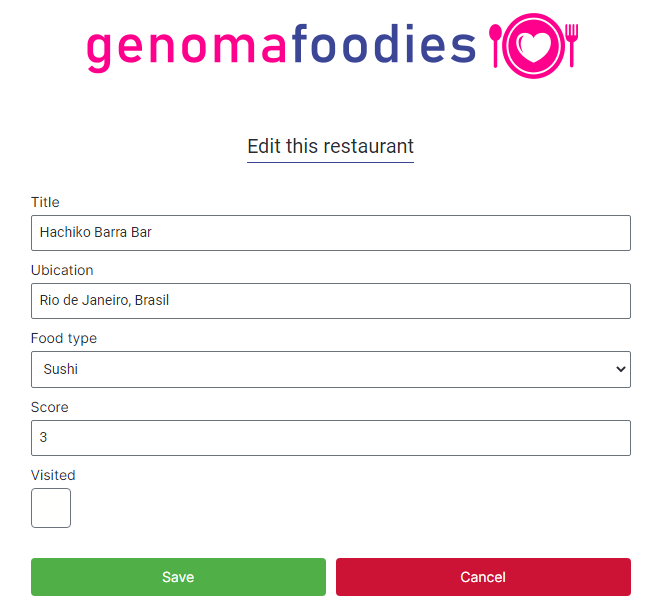 genomafoodies
Edit this restaurant
Title
Hachiko Barra Bar
Ubication
Rio de Janeiro, Brasil
Food type
Sushi
Score
3
Visited
Save Cancel